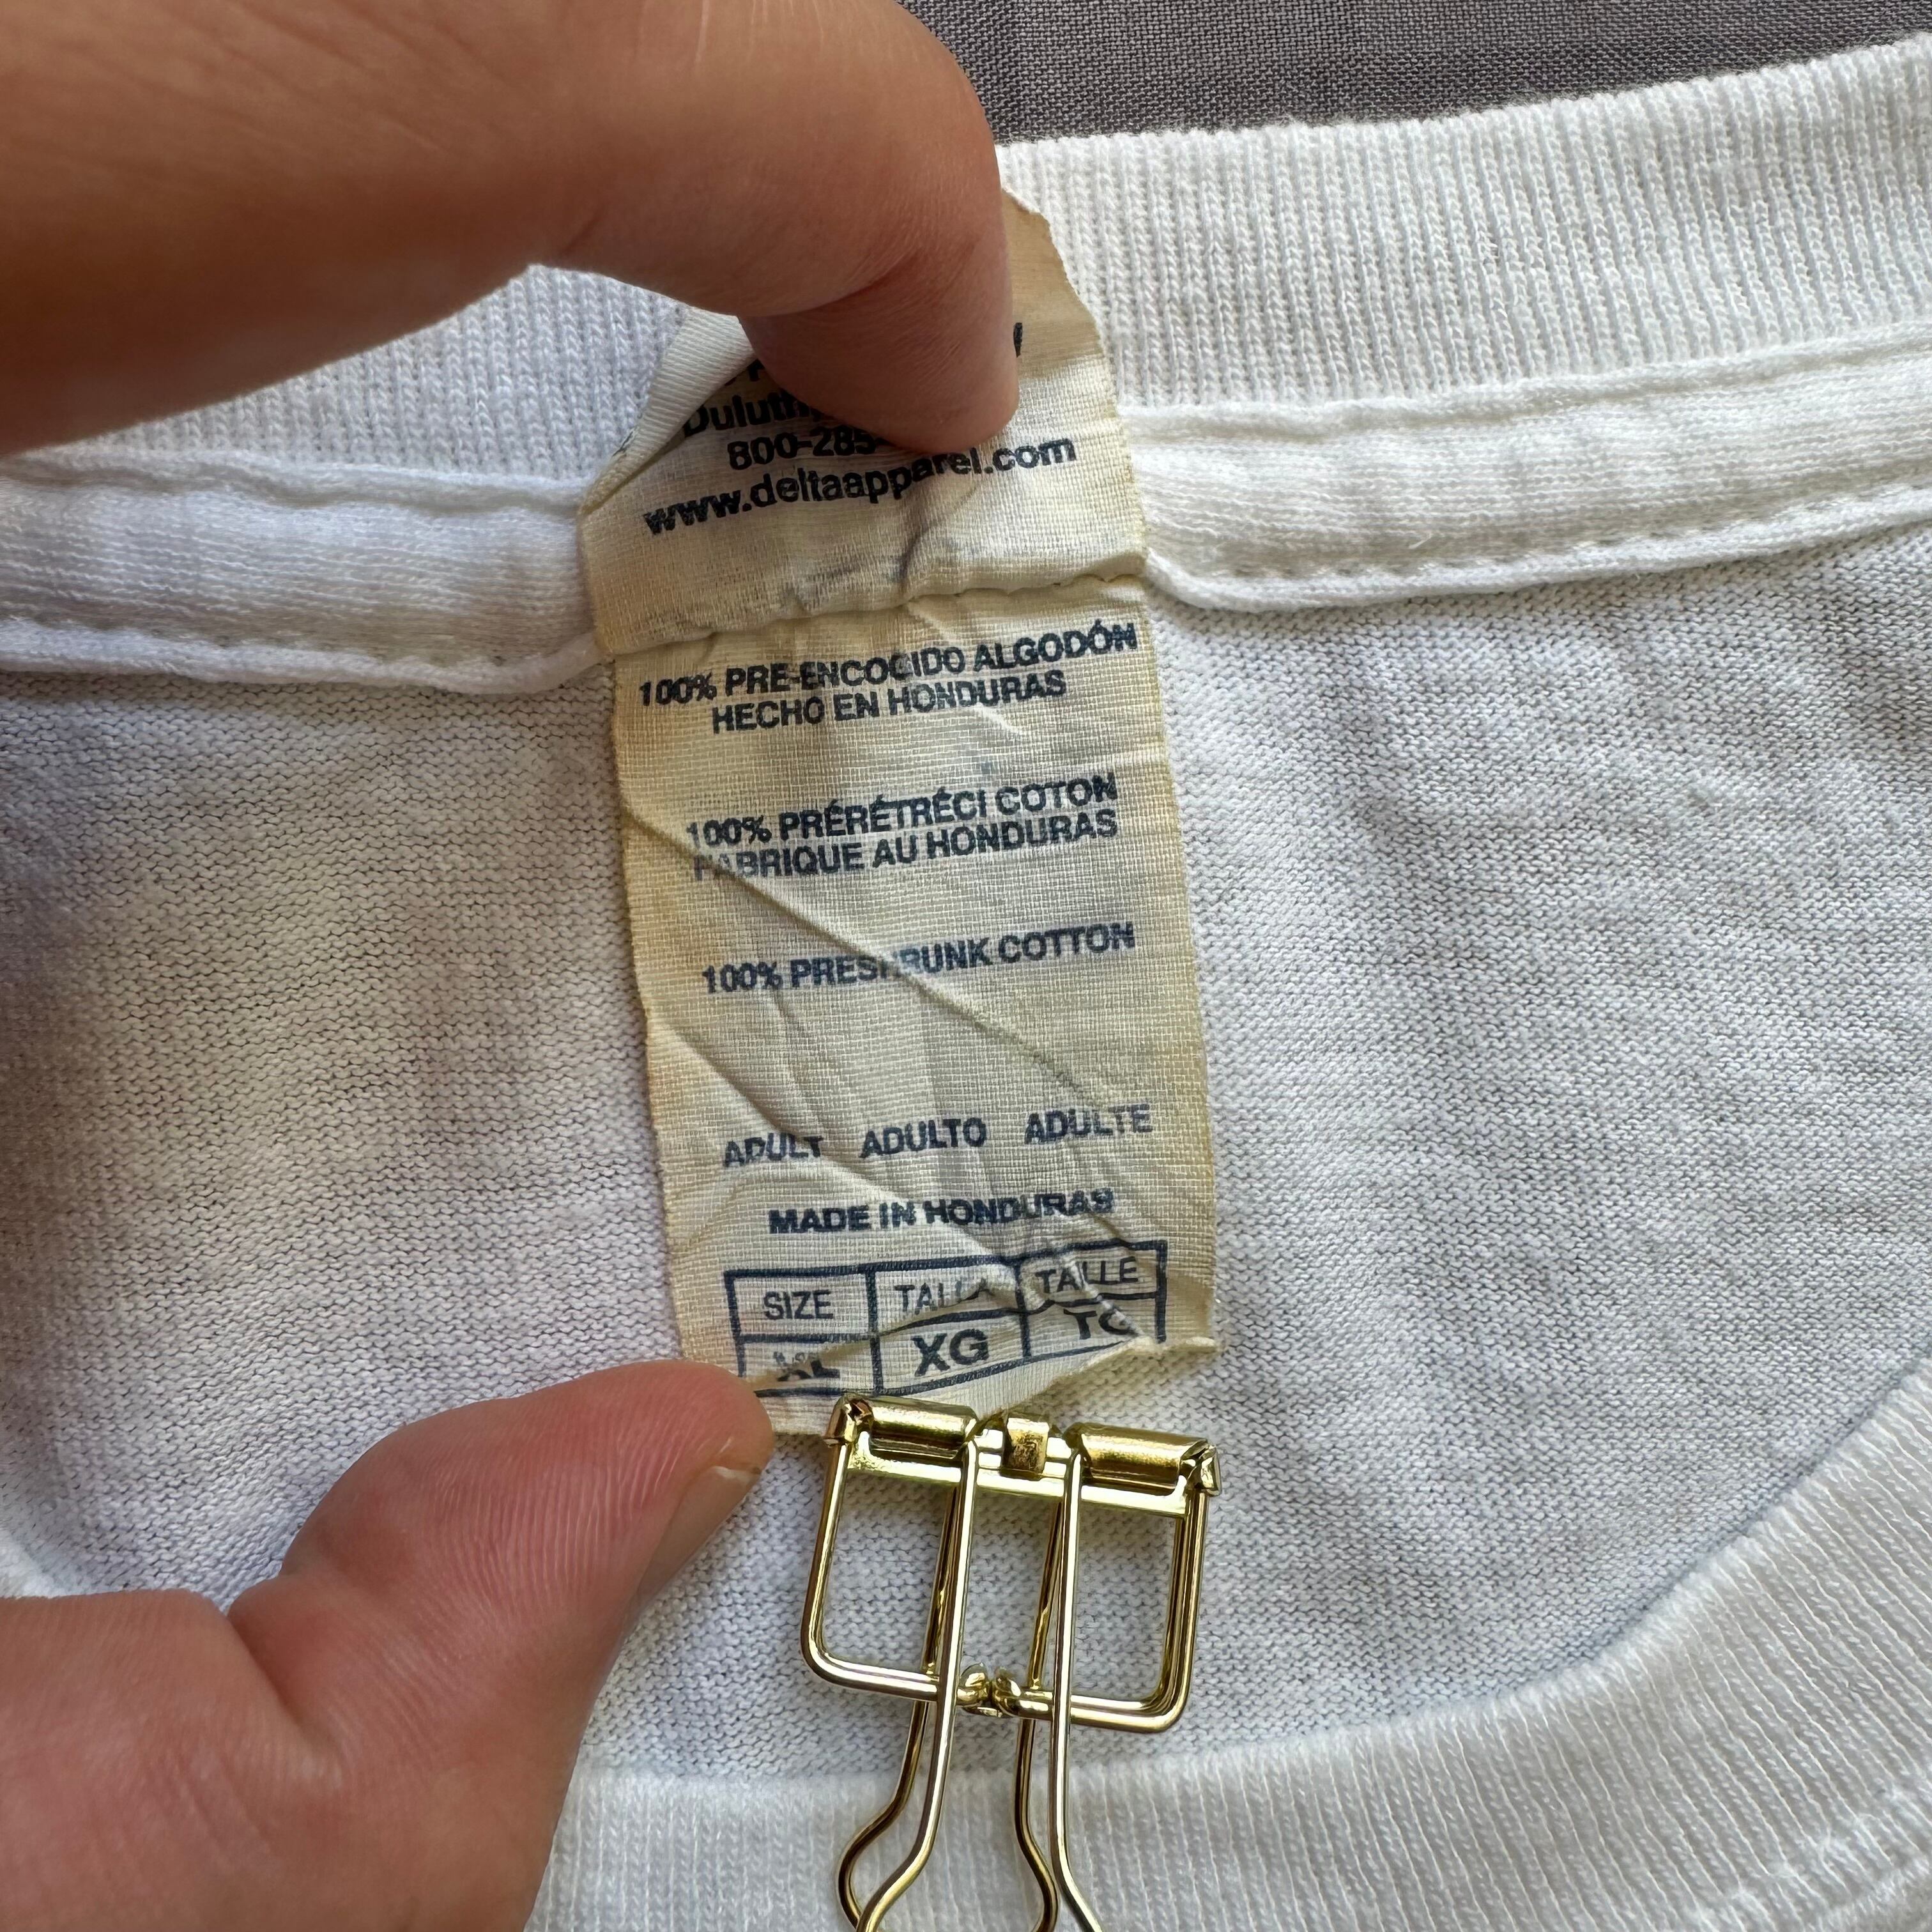 800-285-
www.deltaapparel.com
100% PRE-ENCOGIDO ALGODÓN
HECHO EN HONDURAS
100% PRÉRÉTRÉCI COTON
FABRIQUE AU HONDURAS
100% PRESHRUNK COTTON
ADULT ADULTO ADULTE
MADE IN HONDURAS
SIZE TALLA TAILLE
XL XG TG